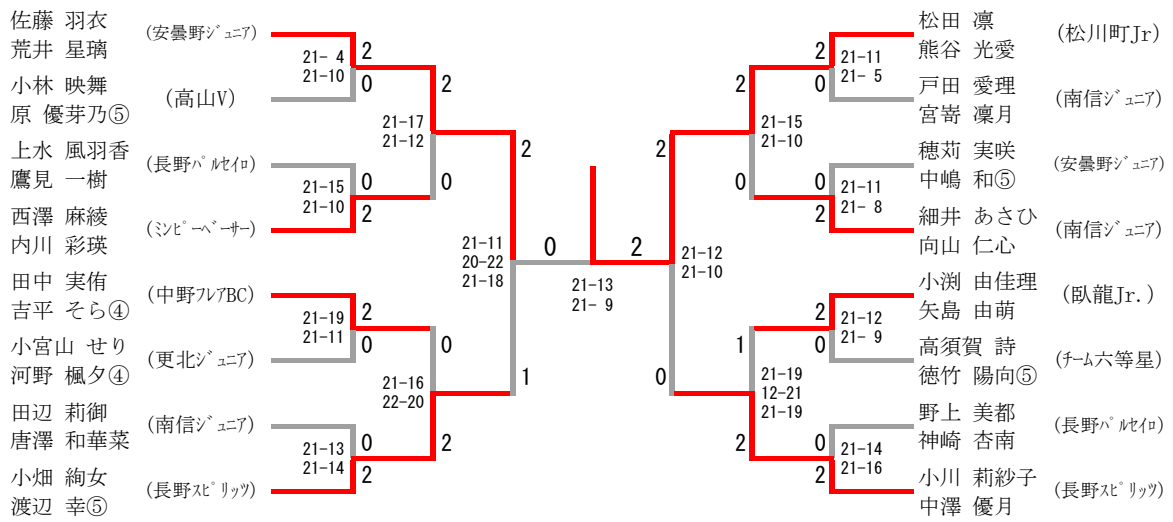 佐藤 羽衣
荒井 星璃
(安曇野ｼﾞｭﾆｱ)
小林 映舞
原 優芽乃⑤
(高山V)
上水 風羽香
鷹見 一樹
(長野ﾊﾟﾙｾｲﾛ)
西澤 麻綾
内川 彩瑛
(ﾐﾝﾋﾟｰﾍﾞｰｻｰ)
田中 実侑
吉平 そら④
(中野ﾌﾚｱBC)
小宮山 せり
河野 楓夕④
(更北ｼﾞｭﾆｱ)
田辺 莉御
唐澤 和華菜
(南信ｼﾞｭﾆｱ)
小畑 絢女
渡辺 幸⑤
(長野ｽﾋﾟﾘｯﾂ)
21- 4
21-10
2
0
21-15
21-10
0
2
21-19
21-11
2
0
21-13
21-14
0
2
21-17
21-12
2
0
21-16
22-20
0
2
21-11
20-22
21-18
2
1
0
2
21-13
21- 9
21-12
21-10
2
0
21-15
21-10
2
0
21-19
12-21
21-19
1
2
21-11
21- 5
2
0
21-11
21- 8
0
2
21-12
21- 9
2
0
21-14
21-16
0
2
松田 凛
熊谷 光愛
(松川町Jr)
戸田 愛理
宮嵜 凜月
(南信ｼﾞｭﾆｱ)
穂苅 実咲
中嶋 和⑤
(安曇野ｼﾞｭﾆｱ)
細井 あさひ
向山 仁心
(南信ｼﾞｭﾆｱ)
小渕 由佳理
矢島 由萌
(臥龍Jr.)
高須賀 詩
徳竹 陽向⑤
(ﾁｰﾑ六等星)
野上 美都
神崎 杏南
(長野ﾊﾟﾙｾｲﾛ)
小川 莉紗子
中澤 優月
(長野ｽﾋﾟﾘｯﾂ)